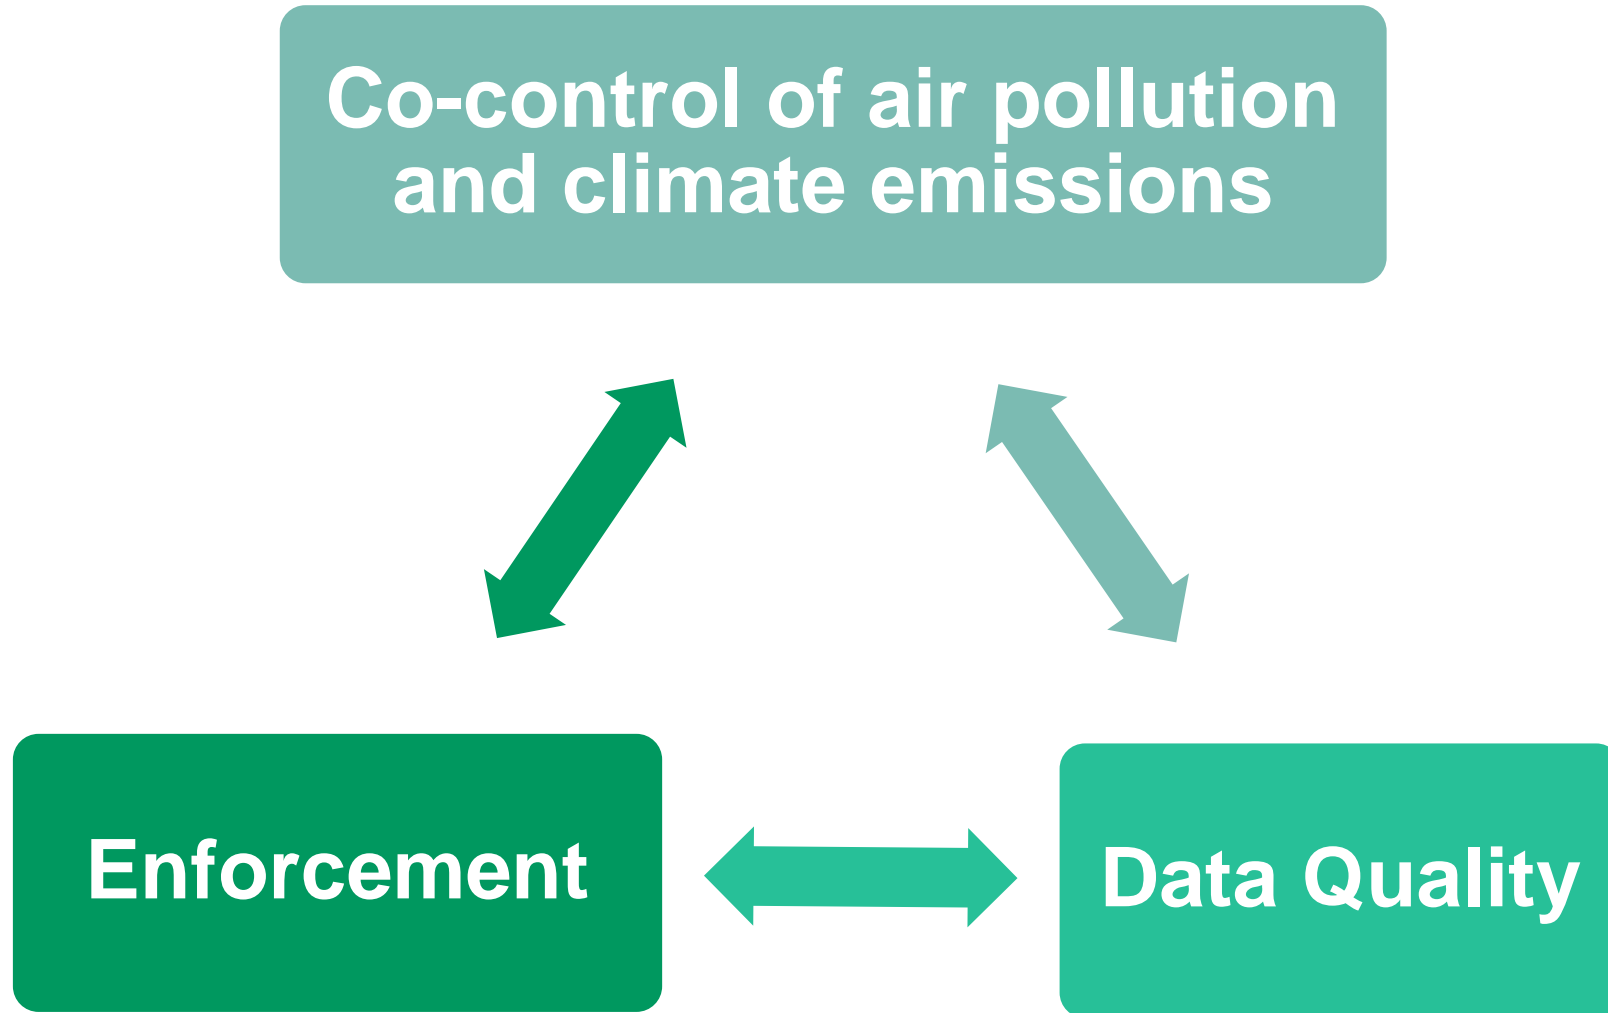 Co-control of air pollution
and climate emissions
Enforcement
Data Quality